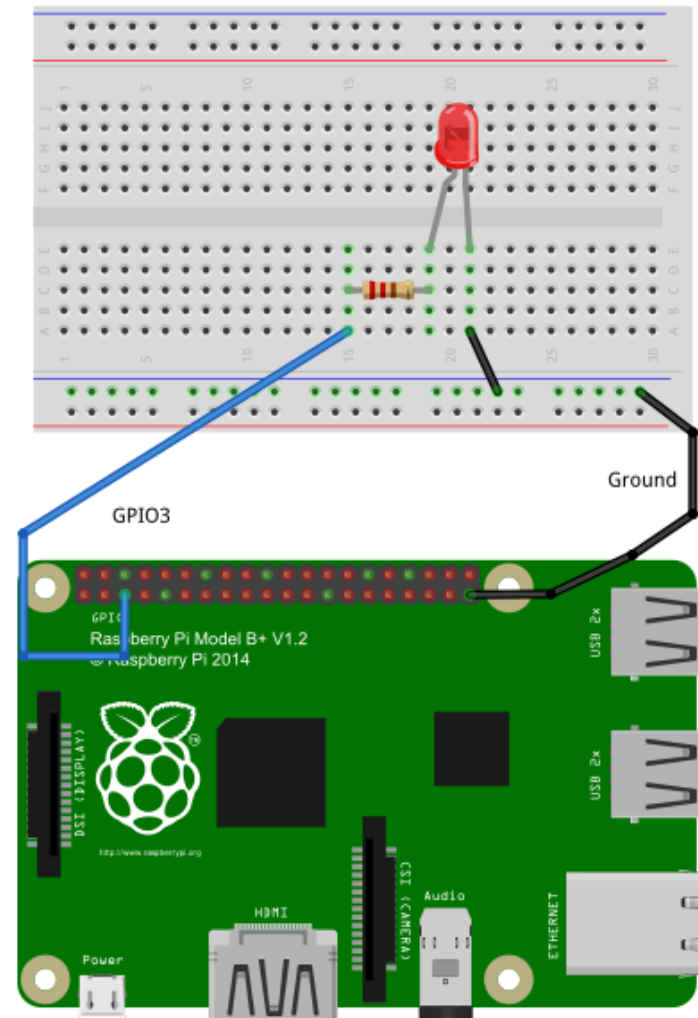 1 5 10 15 20 25 30
J J
I I
H H
G G
F F
E E
D D
C C
B B
A A
1 5 10 15 20 25 30
Ground
GPIO3
GPIO
Raspberry Pi Model B+ V1.2
© Raspberry Pi 2014
USB 2x
DSI (DISPLAY)
TM
USB 2x
http://www.raspberrypi.org
CSI (CAMERA)
Audio
HDMI
ETHERNET
Power